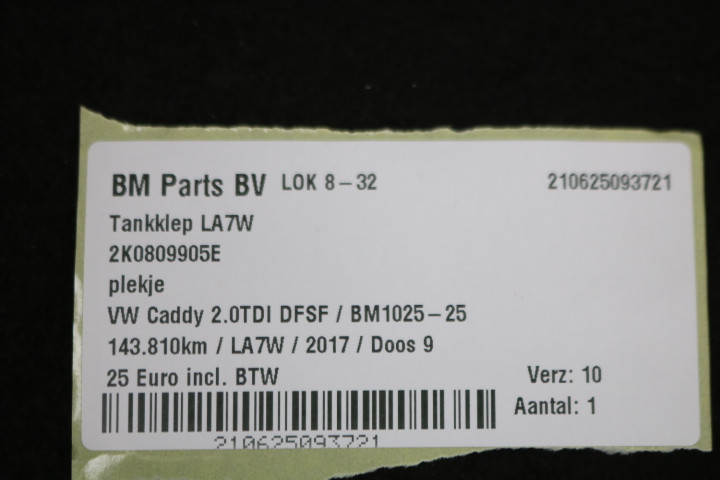 BM Parts BV LOK 8-32 210625093721
Tankklep LA7W
2K0809905E
plekje
VW Caddy 2.0TDI DFSF / BM1025-25
143.810km / LA7W / 2017 / Doos 9
25 Euro incl. BTW Verz: 10
Aantal: 1
210625093721